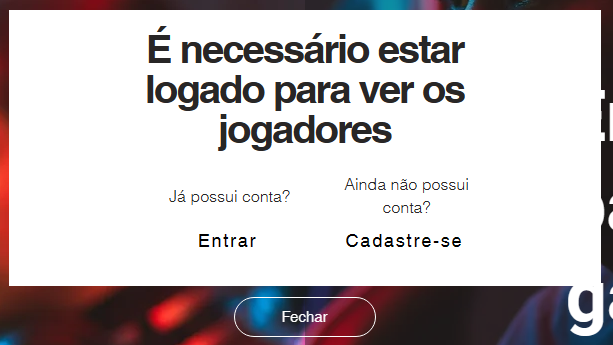 É necessário estar
logado para ver os
jogadores
Já possui conta?
Entrar
Ainda não possui
conta?
Cadastre-se
Fechar